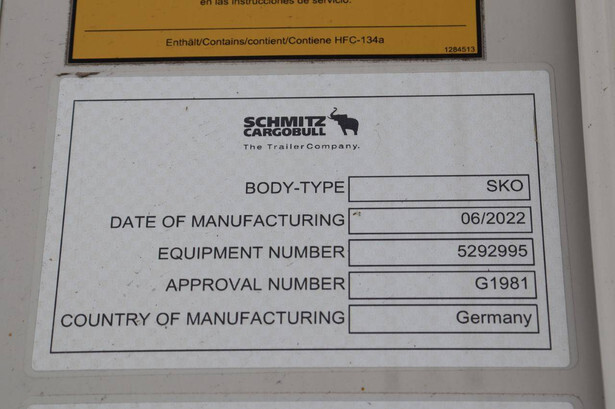 en las instrucciones de servicio.
Enthält/Contains/contient/Contiene HFC-134a
1284513
SCHMITZ
CARGOBULL
The TrailerCompany.
BODY-TYPE SKO
DATE OF MANUFACTURING 06/2022
EQUIPMENT NUMBER 5292995
APPROVAL NUMBER G1981
COUNTRY OF MANUFACTURING Germany